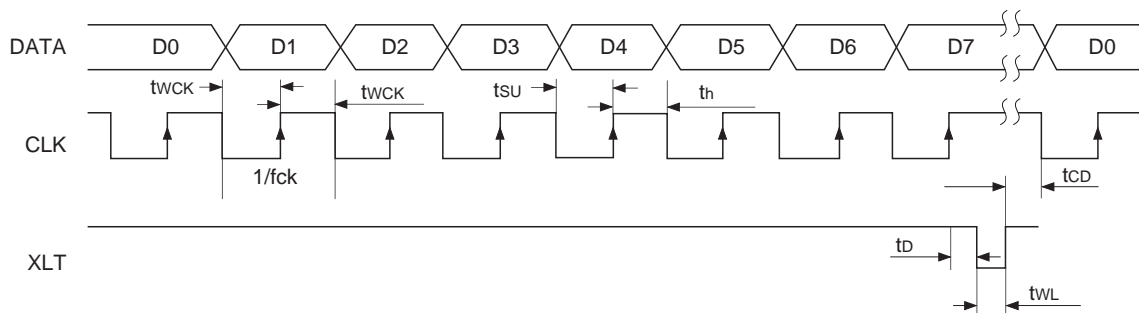 DATA D0 D1 D2 D3 D4 D5 D6 D7 D0
tWCK tWCK tSU th
CLK
1/fck tCD
XLT tD
tWL